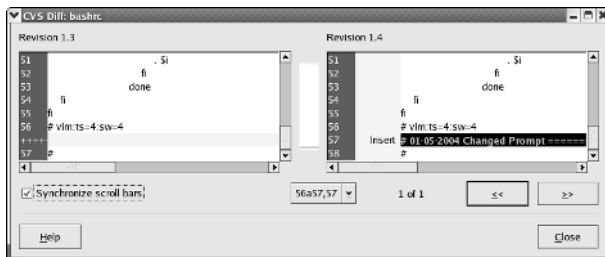 CVS Diff: bashrc
Revision 1.3
51 . $i
52 fi
53 done
54 fi
55 fi
56 # vim:ts=4:sw=4
++++
57 #
Revision 1.4
51 . $i
52 fi
53 done
54 fi
55 fi
56 # vim:ts=4:sw=4
57 Insert # 01-05-2004 Changed Prompt ======
58 #
Synchronize scroll bars
56a57,57
1 of 1
<<
>>
Help
Close